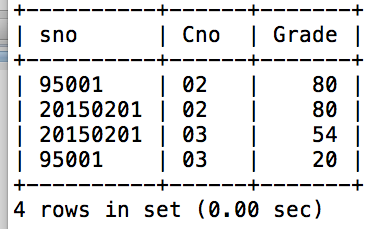 +----------+------+-------+
| sno      | Cno  | Grade |
+----------+------+-------+
| 95001    | 02   |    80 |
| 20150201 | 02   |    80 |
| 20150201 | 03   |    54 |
| 95001    | 03   |    20 |
+----------+------+-------+
4 rows in set (0.00 sec)